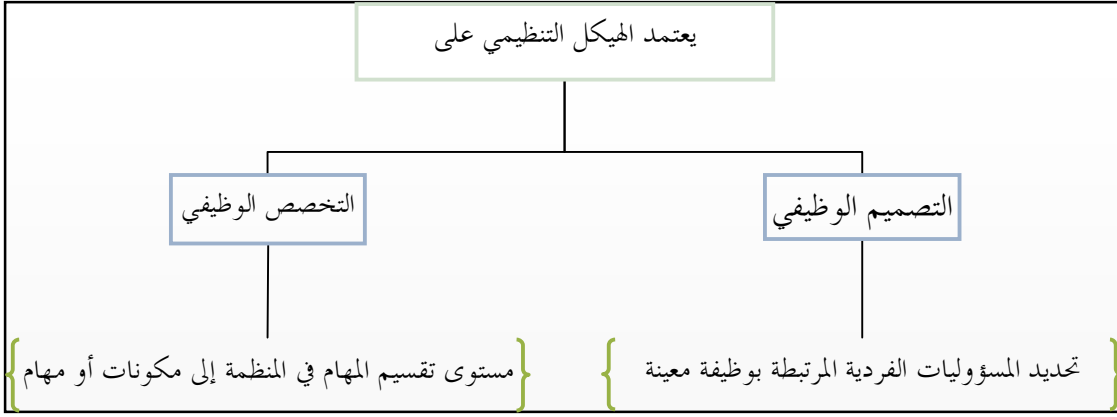 يعتمد الهيكل التنظيمي على
التصميم الوظيفي
التخصص الوظيفي
تحديد المسؤوليات الفردية المرتبطة بوظيفة معينة
مستوى تقسيم المهام في المنظمة إلى مكونات أو مهام